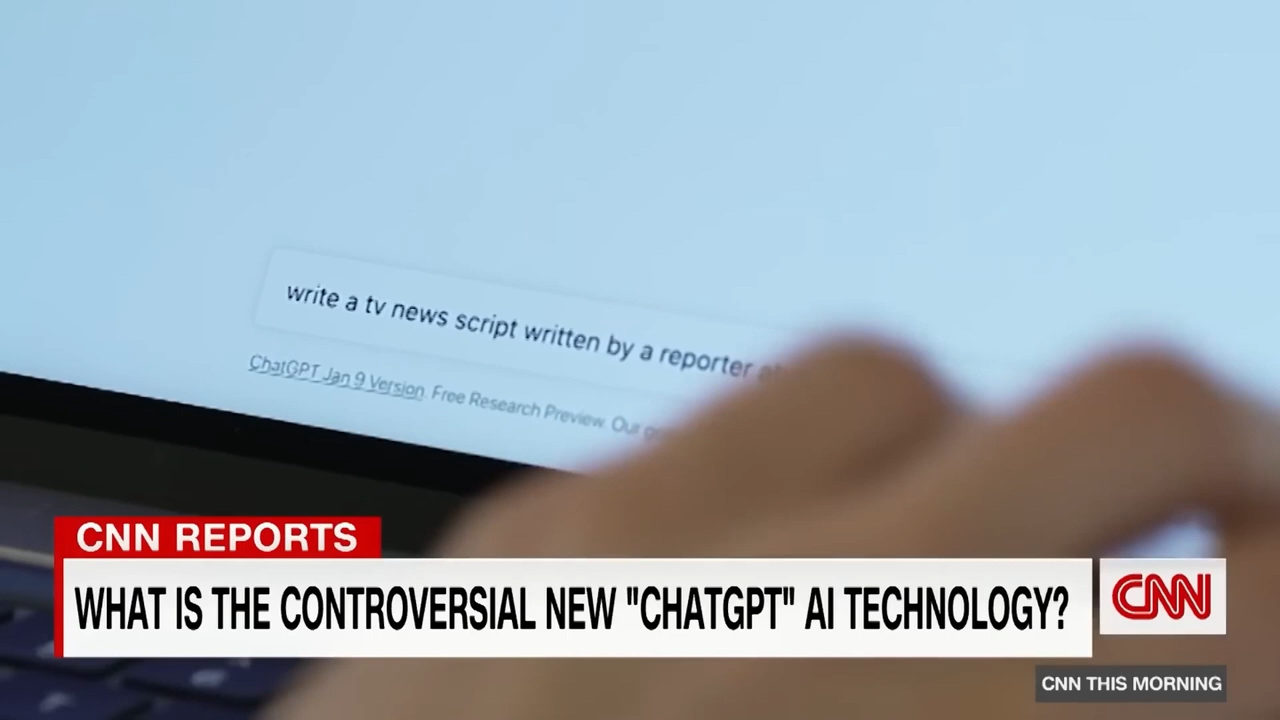 write a tv news script written by a reporter
ChatGPT Jan 9 Version. Free Research Preview. Our
CNN REPORTS
WHAT IS THE CONTROVERSIAL NEW "CHATGPT" AI TECHNOLOGY?
CNN
CNN THIS MORNING